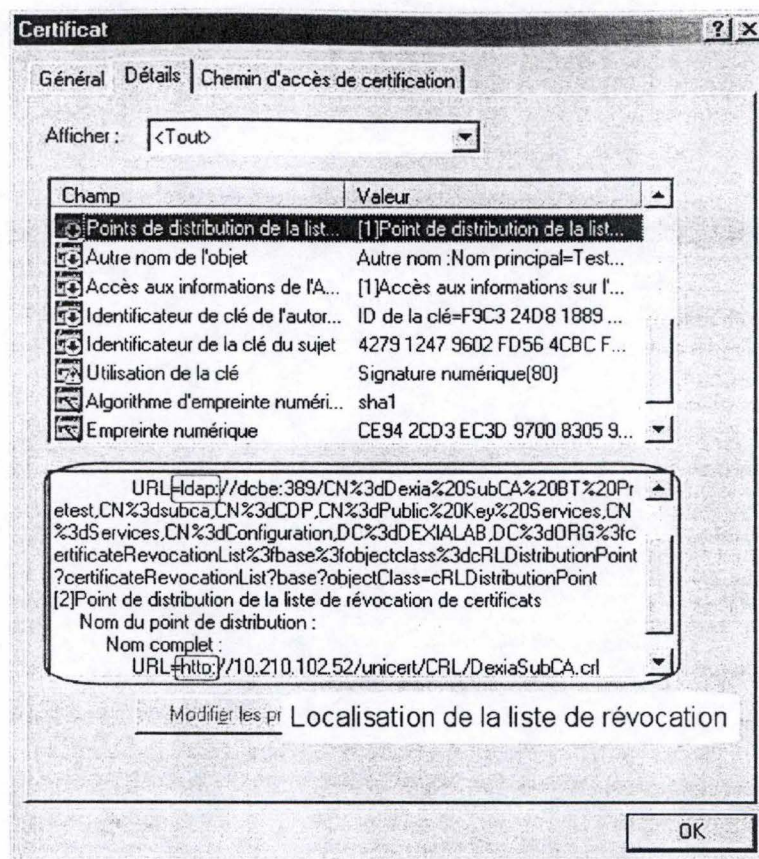 Certificat
? ×
Général Détails Chemin d'accès de certification
Afficher : <Tout>
Champ Valeur
Points de distribution de la list... [1]Point de distribution de la list...
Autre nom de l'objet Autre nom :Nom principal=Test...
Accès aux informations de l'A... [1]Accès aux informations sur l'...
Identificateur de clé de l'autor... ID de la clé=F9C3 24D8 1889 ...
Identificateur de la clé du sujet 4279 1247 9602 FD56 4CBC F...
Utilisation de la clé Signature numérique(80)
Algorithme d'empreinte numéri... sha1
Empreinte numérique CE94 2CD3 EC3D 9700 8305 9...
URL=ldap://dcbe:389/CN%3dDexia%20SubCA%20BT%20Pr
etest,CN%3dsubca,CN%3dCDP,CN%3dPublic%20Key%20Services,CN
%3dServices,CN%3dConfiguration,DC%3dDEXIALAB,DC%3dORG%3fc
ertificateRevocationList%3fbase%3fobjectclass%3dcRLDistributionPoint
?certificateRevocationList?base?objectClass=cRLDistributionPoint
[2]Point de distribution de la liste de révocation de certificats
Nom du point de distribution :
Nom complet :
URL=http://10.210.102.52/unicert/CRL/DexiaSubCA.crl
Modifier les pr Localisation de la liste de révocation
OK